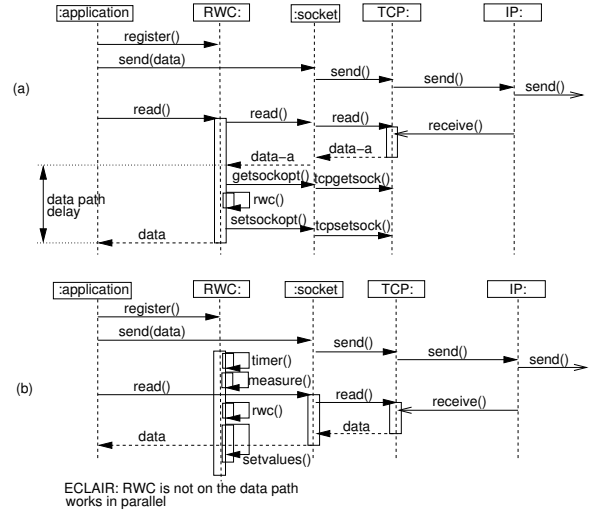 :application RWC: :socket TCP: IP:
register()
send(data)
send()
send()
send()
(a)
read()
read()
read()
receive()
data–a
data–a
getsockopt()
tcpgetsock()
data path
delay
rwc()
setsockopt()
tcpsetsock()
data
:application RWC: :socket TCP: IP:
register()
send(data)
send()
send()
send()
timer()
measure()
(b)
read()
read()
rwc()
receive()
data
data
setvalues()
ECLAIR: RWC is not on the data path
works in parallel